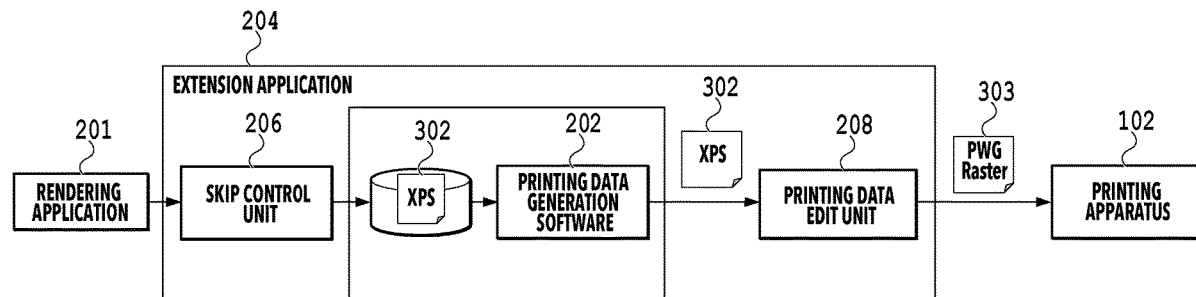 204
EXTENSION APPLICATION
201
RENDERING
APPLICATION
206
SKIP CONTROL
UNIT
302
XPS
202
PRINTING DATA
GENERATION
SOFTWARE
302
XPS
208
PRINTING DATA
EDIT UNIT
303
PWG
Raster
102
PRINTING
APPARATUS